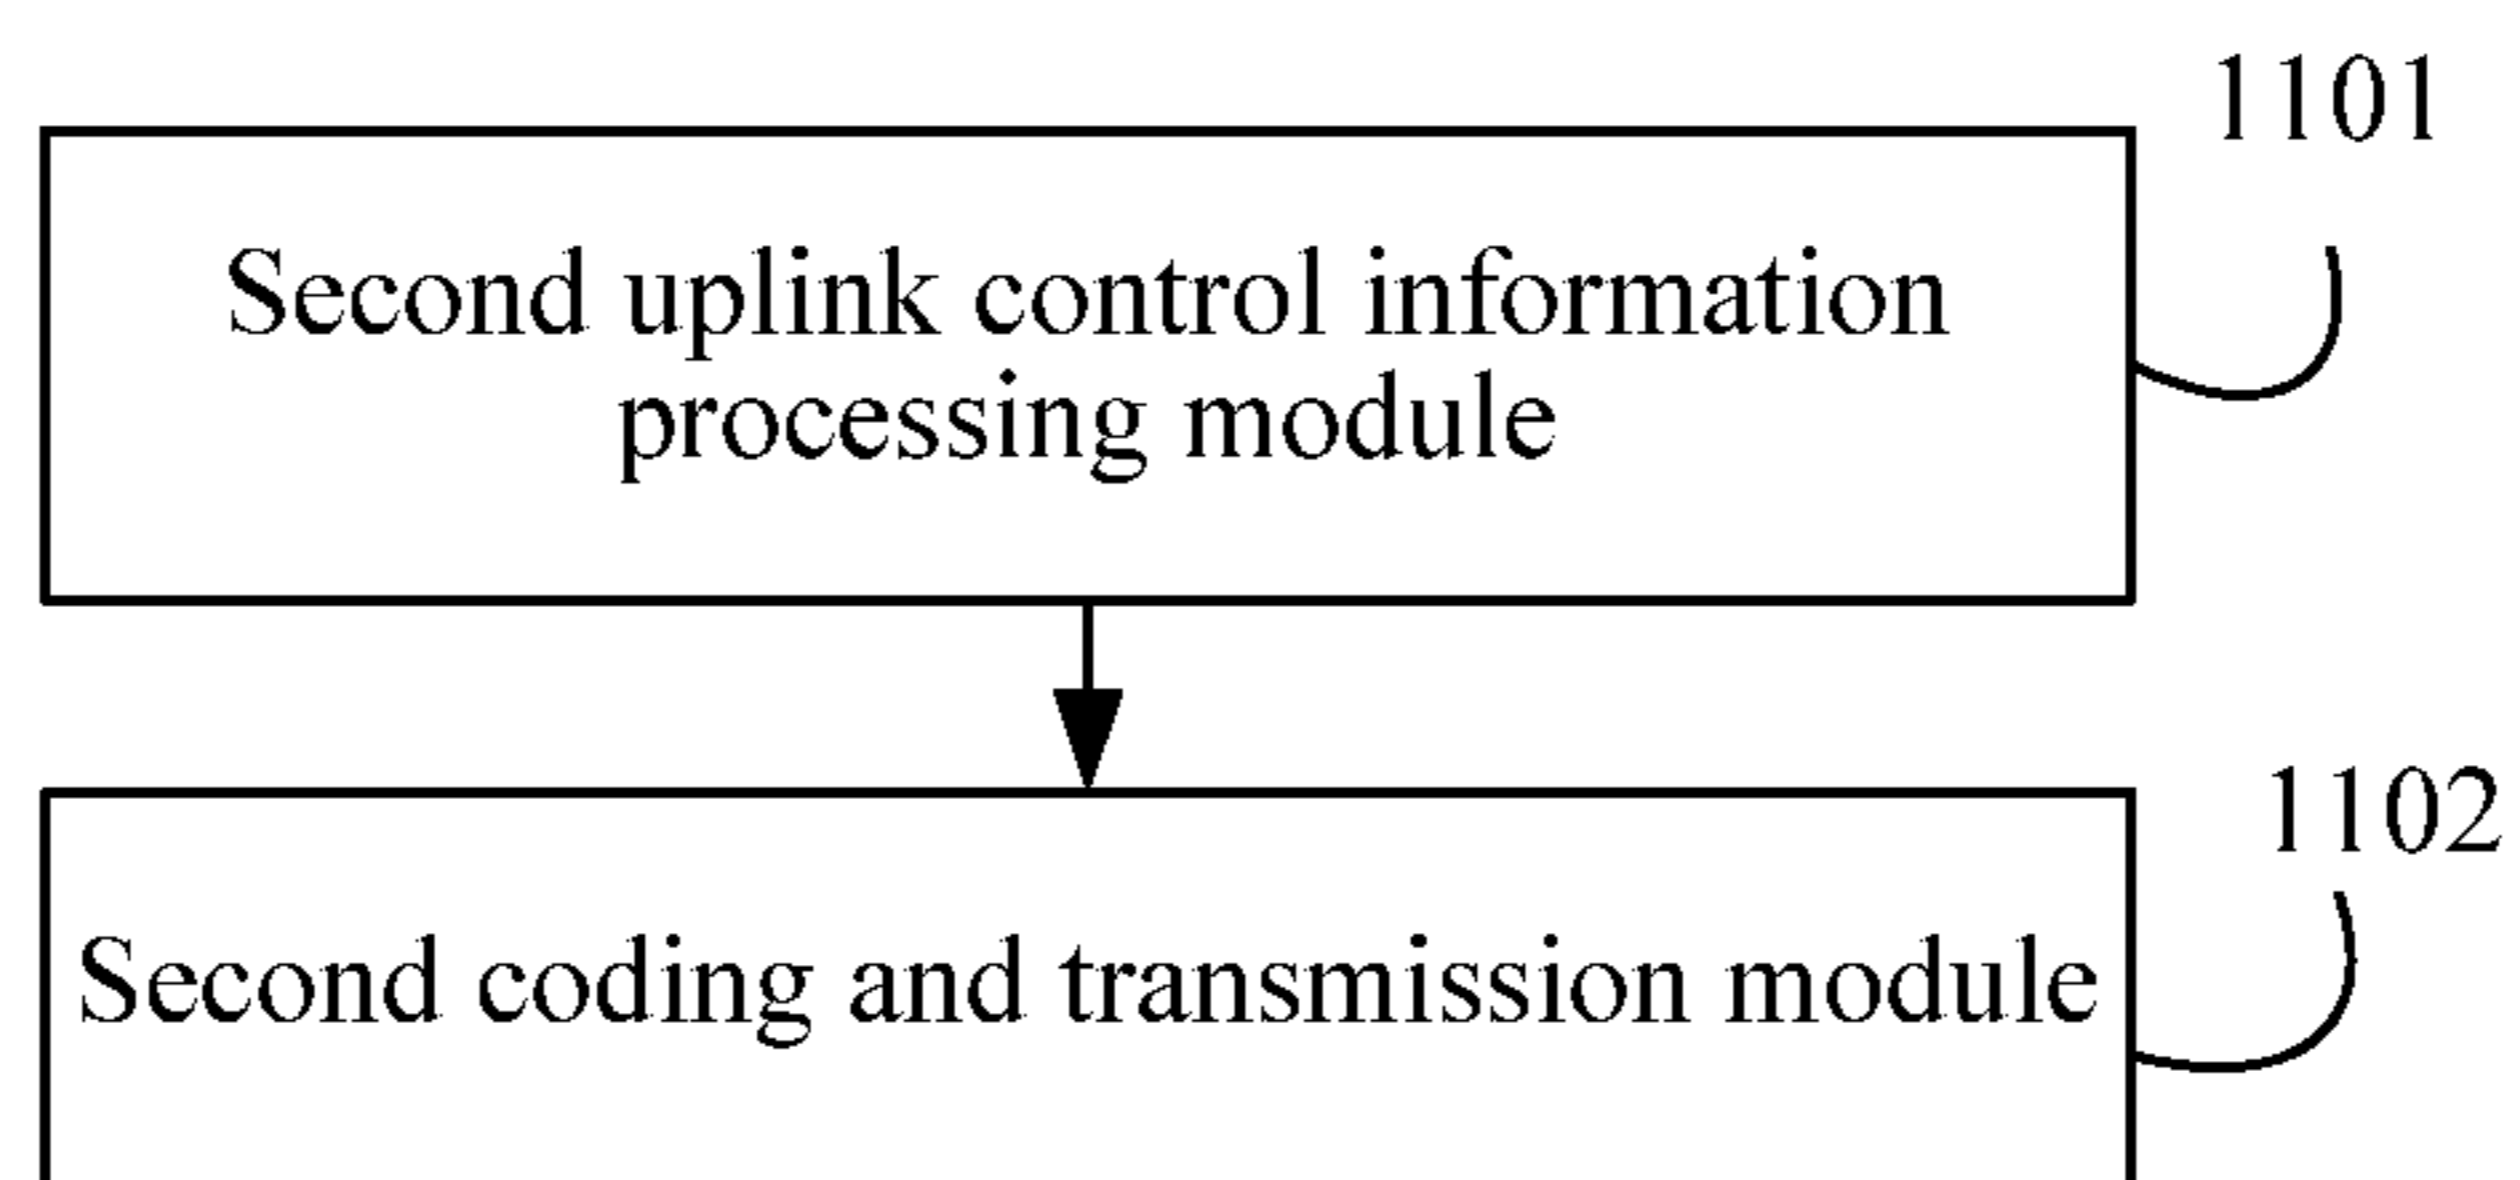 1101
Second uplink control information
processing module
1102
Second coding and transmission module